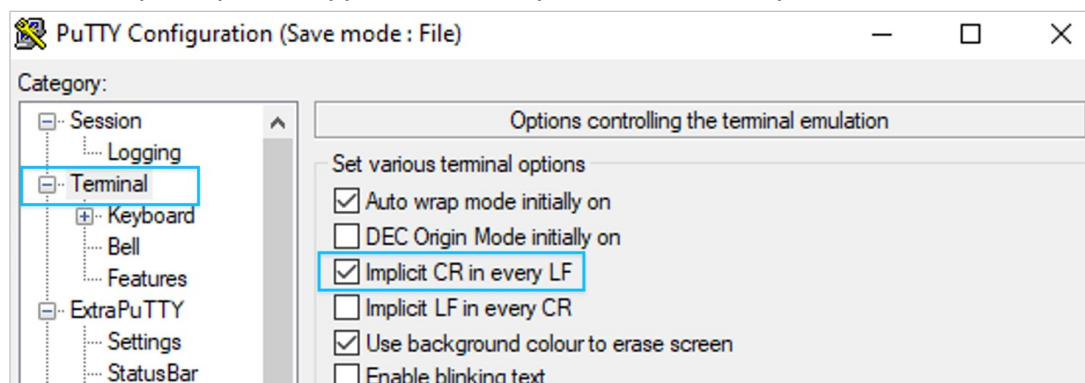 PuTTY Configuration (Save mode : File)
Category:
Session
Logging
Terminal
Keyboard
Bell
Features
ExtraPuTTY
Settings
StatusBar
Options controlling the terminal emulation
Set various terminal options
Auto wrap mode initially on
DEC Origin Mode initially on
Implicit CR in every LF
Implicit LF in every CR
Use background colour to erase screen
Enable blinking text